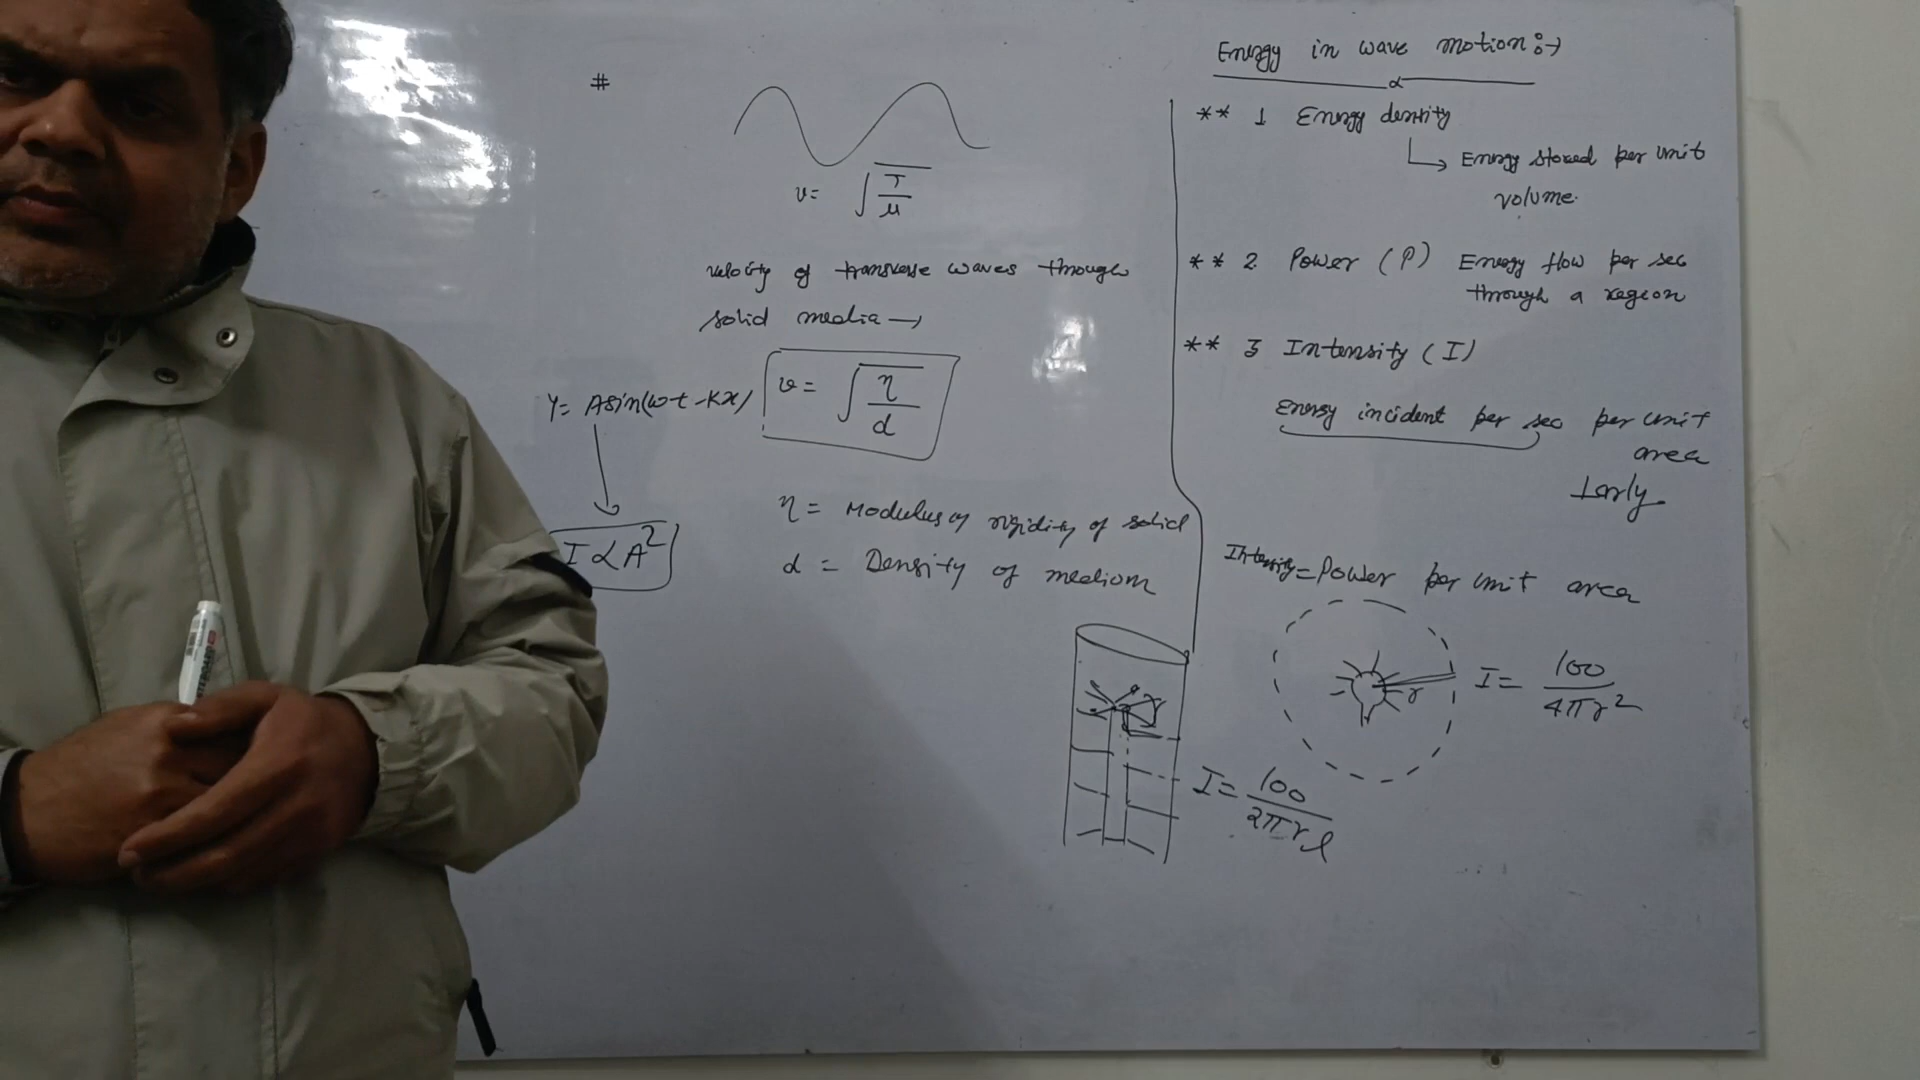 #
v= √T/μ
velocity of transverse waves through
solid media →
Y= Asin(ωt-Kx)
v= √η/d
I ∝ A²
η = Modulus of rigidity of solid
d = Density of medium
I = 100/2πrl
Energy in wave motion:→
** 1 Energy density
↳ Energy stored per unit
volume.
** 2. Power (P) Energy flow per sec
through a region
** 3 Intensity (I)
Energy incident per sec per unit
area
⊥arly
Intensity = Power per unit area
r
I = 100/4πr²